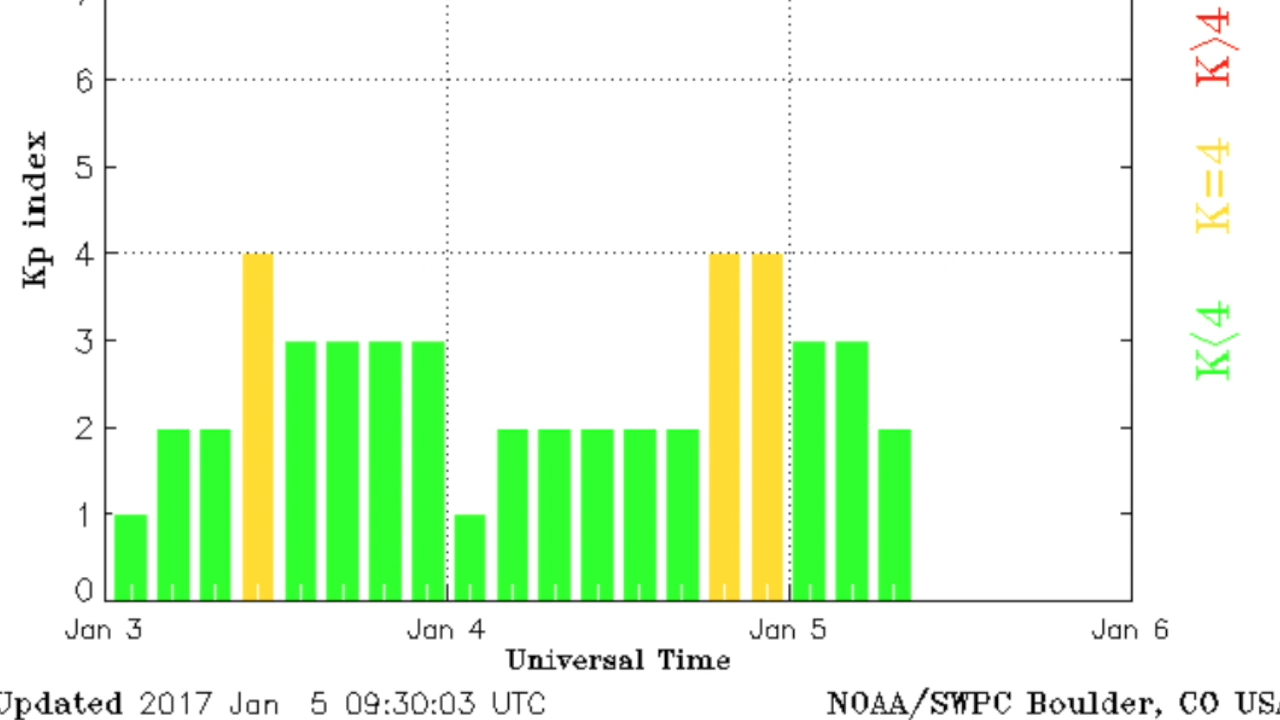 6
5
4
3
2
1
0
Kp index
Jan 3 Jan 4 Jan 5 Jan 6
Universal Time
Updated 2017 Jan 5 09:30:03 UTC
NOAA/SWPC Boulder, CO USA
K>4
K=4
K<4